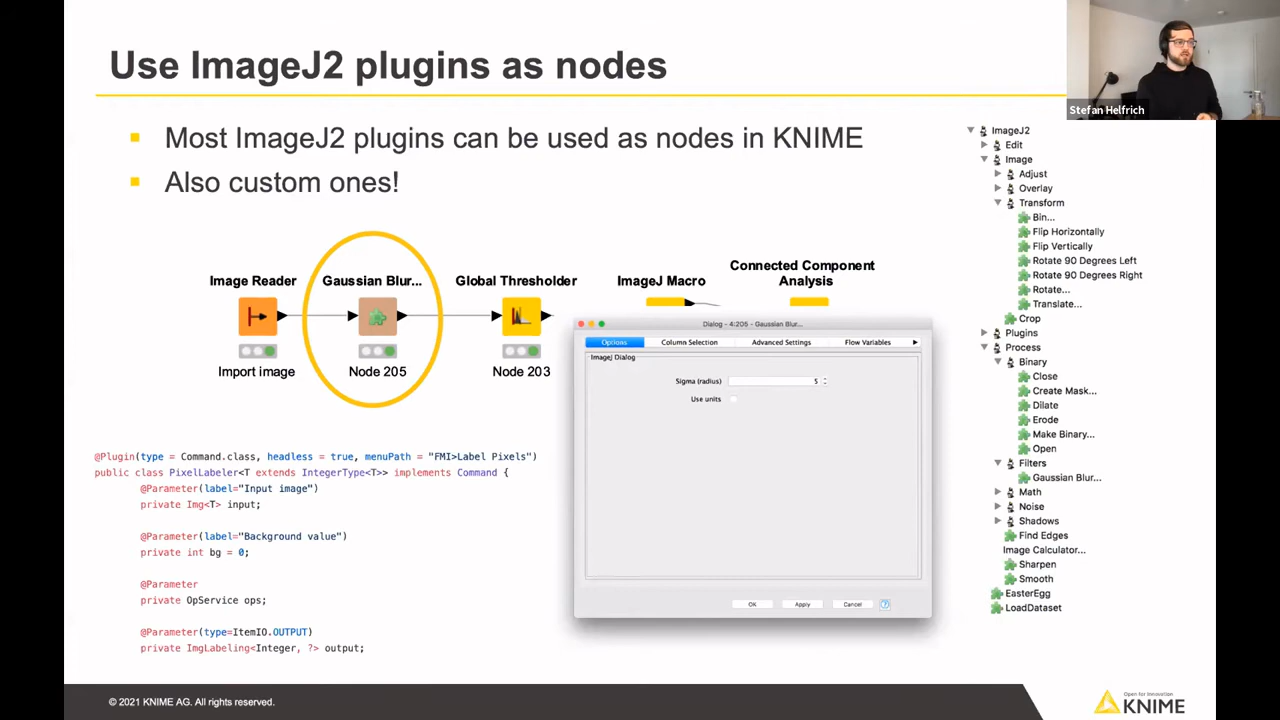 Use ImageJ2 plugins as nodes
Stefan Helfrich
Most ImageJ2 plugins can be used as nodes in KNIME
Also custom ones!
Image Reader
Gaussian Blur...
Global Thresholder
ImageJ Macro
Connected Component
Analysis
Import image
Node 205
Node 203
Dialog - 4:205 - Gaussian Blur...
Options
Column Selection
Advanced Settings
Flow Variables
ImageJ Dialog
Sigma (radius)
5
Use units
OK
Apply
Cancel
?
@Plugin(type = Command.class, headless = true, menuPath = "FMI>Label Pixels")
public class PixelLabeler<T extends IntegerType<T>> implements Command {
@Parameter(label="Input image")
private Img<T> input;
@Parameter(label="Background value")
private int bg = 0;
@Parameter
private OpService ops;
@Parameter(type=ItemIO.OUTPUT)
private ImgLabeling<Integer, ?> output;
ImageJ2
Edit
Image
Adjust
Overlay
Transform
Bin...
Flip Horizontally
Flip Vertically
Rotate 90 Degrees Left
Rotate 90 Degrees Right
Rotate...
Translate...
Crop
Plugins
Process
Binary
Close
Create Mask...
Dilate
Erode
Make Binary...
Open
Filters
Gaussian Blur...
Math
Noise
Shadows
Find Edges
Image Calculator...
Sharpen
Smooth
EasterEgg
LoadDataset
© 2021 KNIME AG. All rights reserved.
Open for Innovation
KNIME